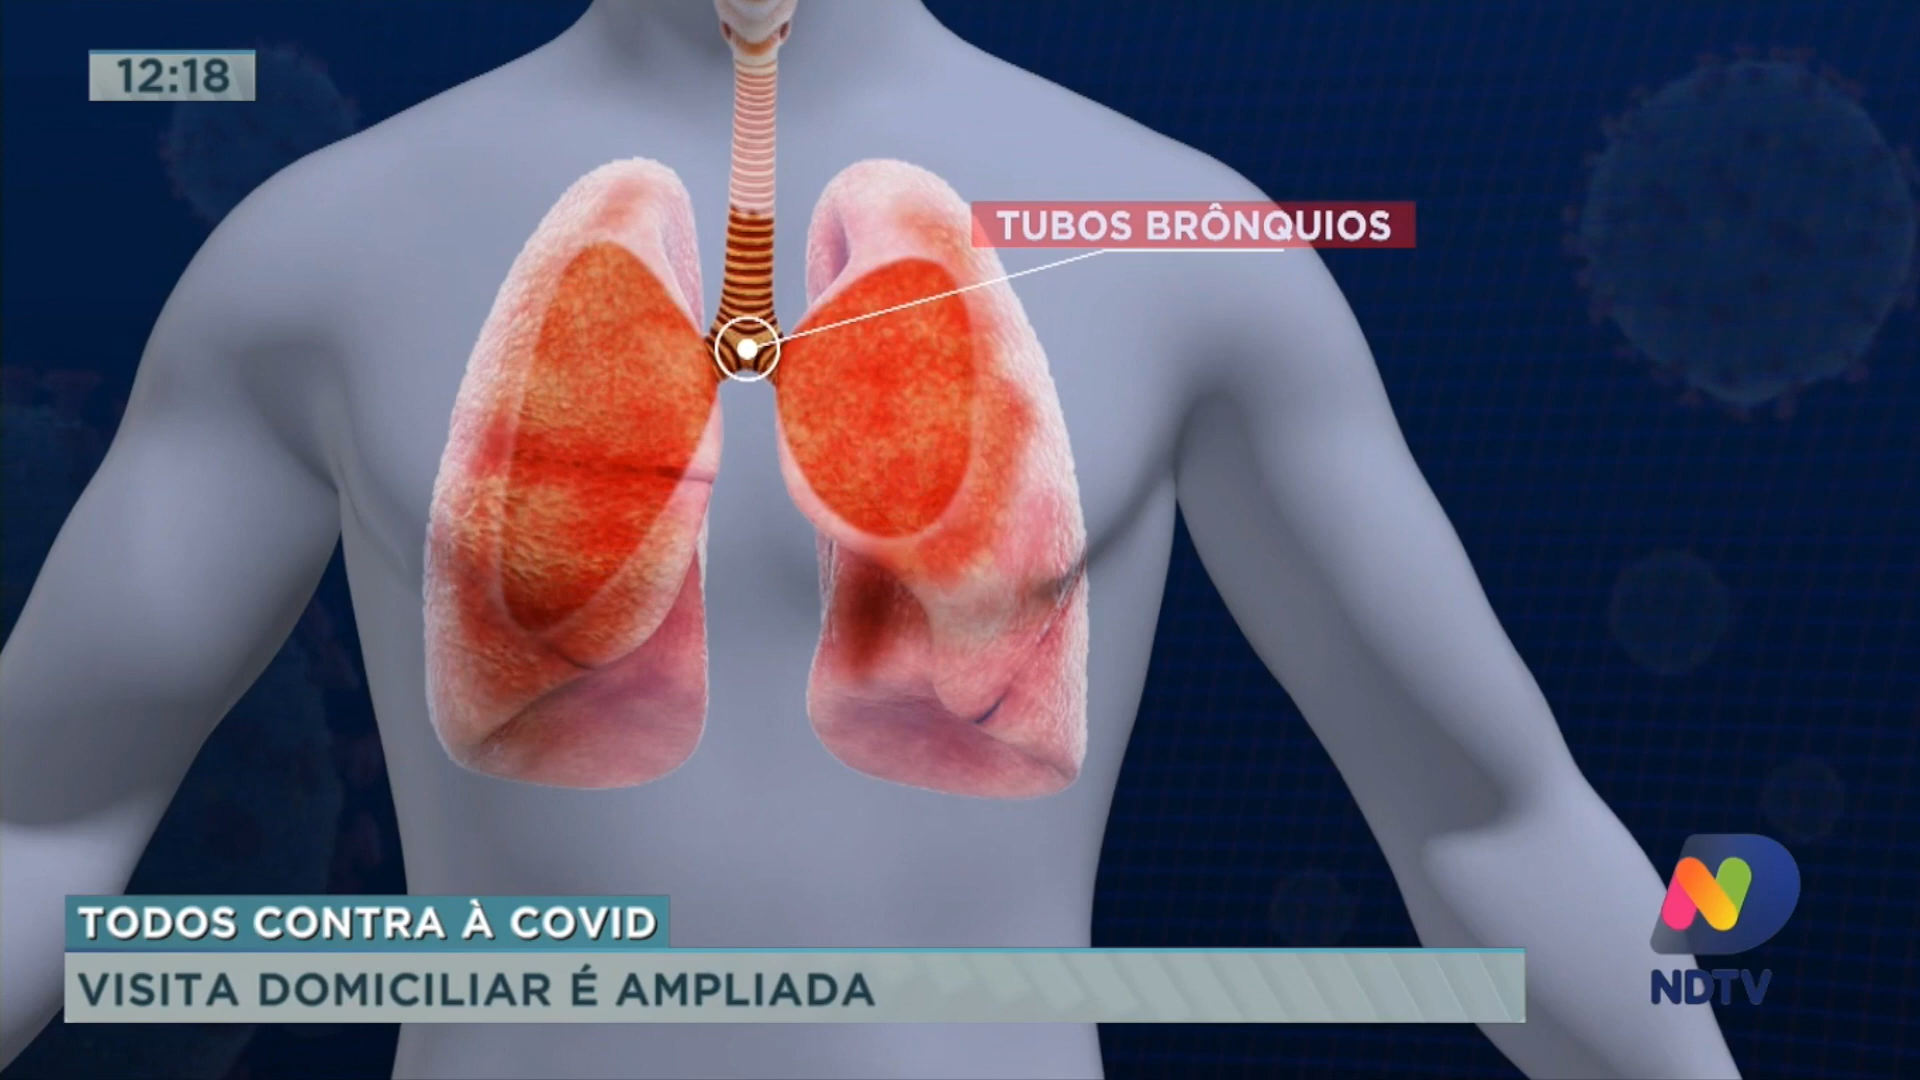 12:18
TUBOS BRÔNQUIOS
TODOS CONTRA À COVID
VISITA DOMICILIAR É AMPLIADA
NDTV